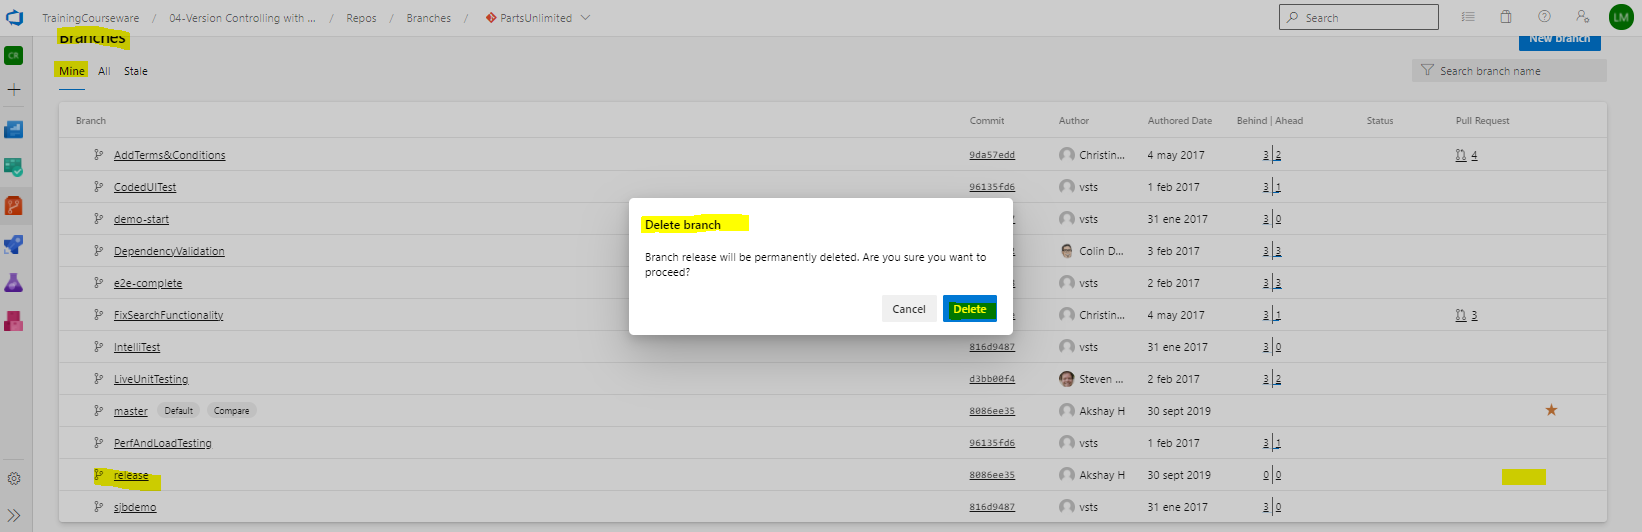 TrainingCourseware / 04-Version Controlling with ... / Repos / Branches / PartsUnlimited Search LM
CR Branches New branch
Mine All Stale Search branch name
Branch Commit Author Authored Date Behind | Ahead Status Pull Request
AddTerms&Conditions 9da57edd Christin... 4 may 2017 3 2 4
CodedUITest 96135fd6 vsts 1 feb 2017 3 1
demo-start vsts 31 ene 2017 3 0
DependencyValidation Colin D... 3 feb 2017 3 3
e2e-complete vsts 2 feb 2017 3 3
FixSearchFunctionality Christin... 4 may 2017 3 1 3
IntelliTest 816d9487 vsts 31 ene 2017 3 0
LiveUnitTesting d3bb00f4 Steven ... 2 feb 2017 3 2
master Default Compare 8086ee35 Akshay H 30 sept 2019
PerfAndLoadTesting 96135fd6 vsts 1 feb 2017 3 1
release 8086ee35 Akshay H 30 sept 2019 0 0
sjbdemo 816d9487 vsts 31 ene 2017 3 0
Delete branch
Branch release will be permanently deleted. Are you sure you want to
proceed?
Cancel Delete